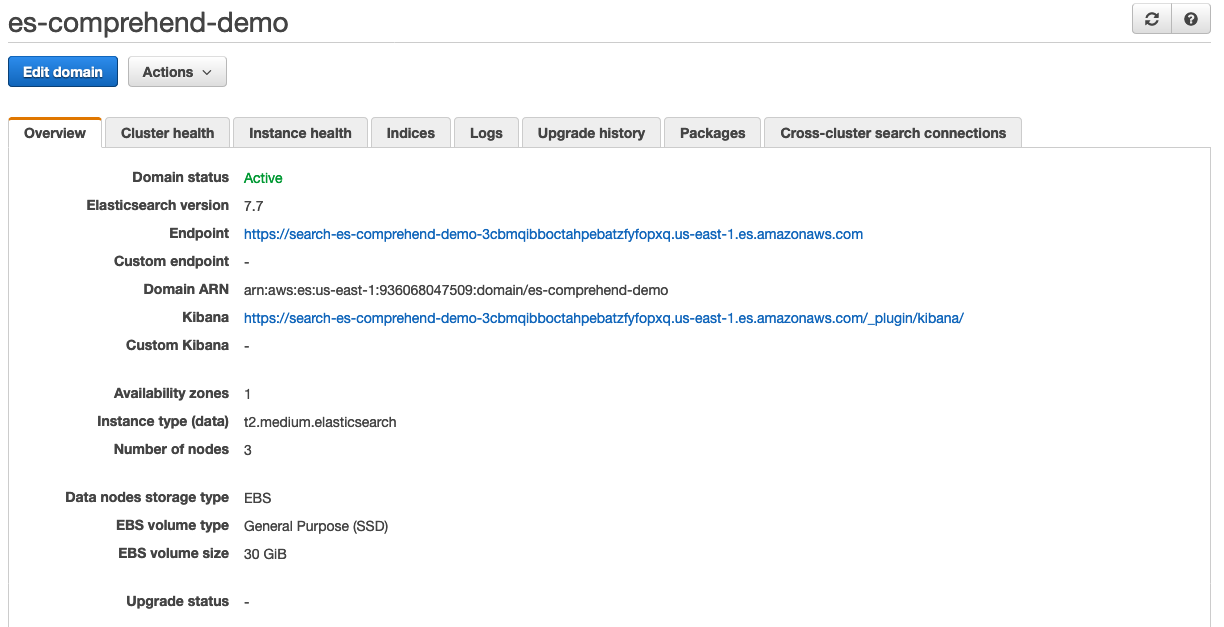 es-comprehend-demo
Edit domain Actions
Overview Cluster health Instance health Indices Logs Upgrade history Packages Cross-cluster search connections
Domain status Active
Elasticsearch version 7.7
Endpoint https://search-es-comprehend-demo-3cbmqibboctahpebatzfyfopxq.us-east-1.es.amazonaws.com
Custom endpoint -
Domain ARN arn:aws:es:us-east-1:936068047509:domain/es-comprehend-demo
Kibana https://search-es-comprehend-demo-3cbmqibboctahpebatzfyfopxq.us-east-1.es.amazonaws.com/_plugin/kibana/
Custom Kibana -
Availability zones 1
Instance type (data) t2.medium.elasticsearch
Number of nodes 3
Data nodes storage type EBS
EBS volume type General Purpose (SSD)
EBS volume size 30 GiB
Upgrade status -